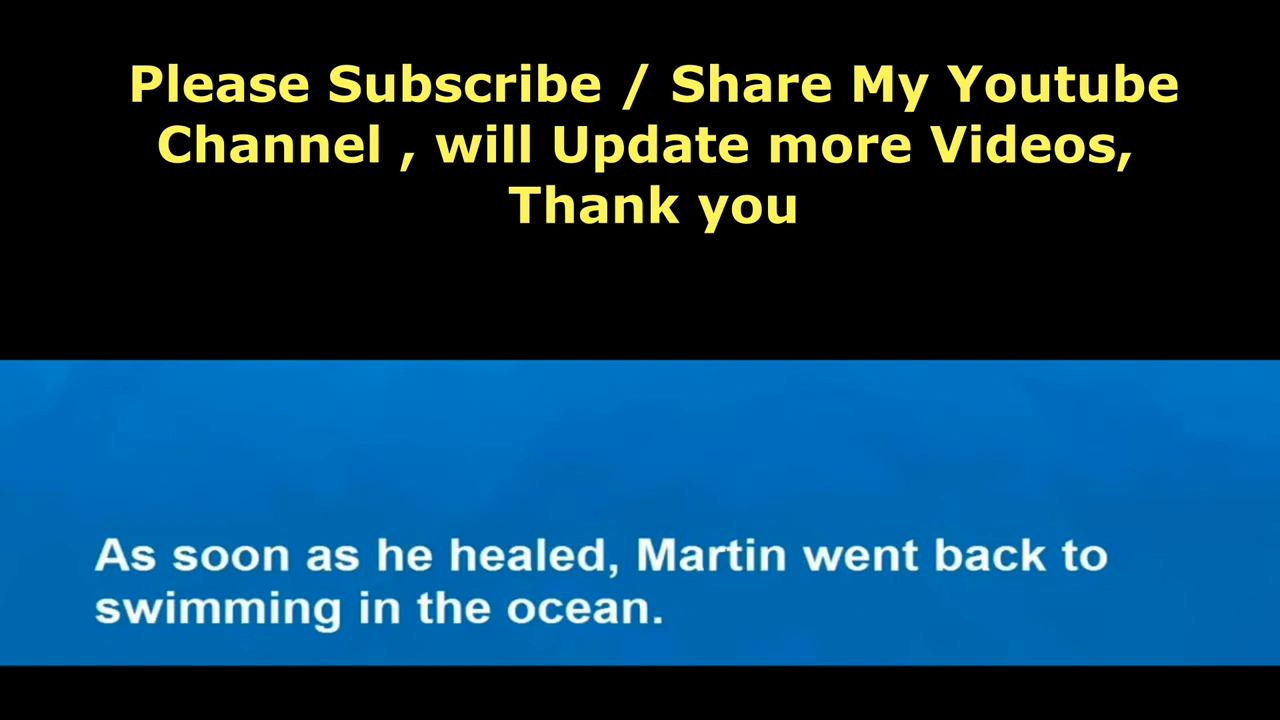 Please Subscribe / Share My Youtube
Channel , will Update more Videos,
Thank you
As soon as he healed, Martin went back to
swimming in the ocean.